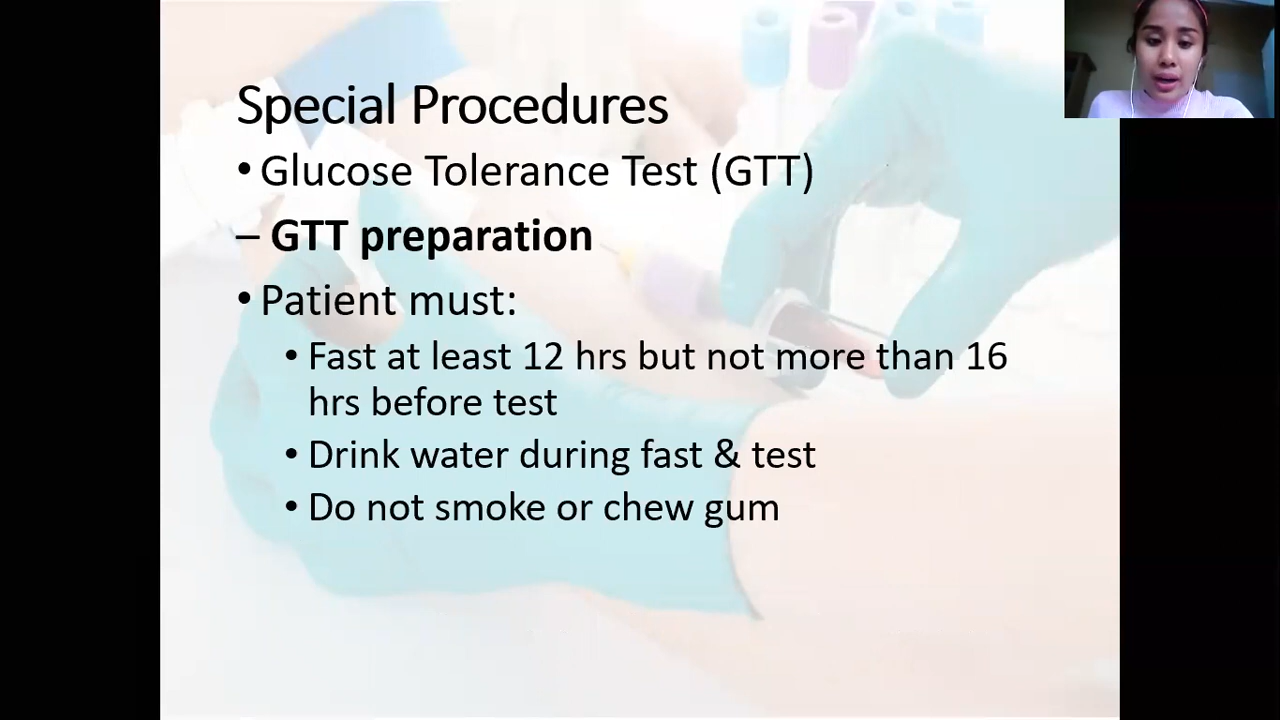 Special Procedures
• Glucose Tolerance Test (GTT)
– GTT preparation
• Patient must:
• Fast at least 12 hrs but not more than 16
hrs before test
• Drink water during fast & test
• Do not smoke or chew gum